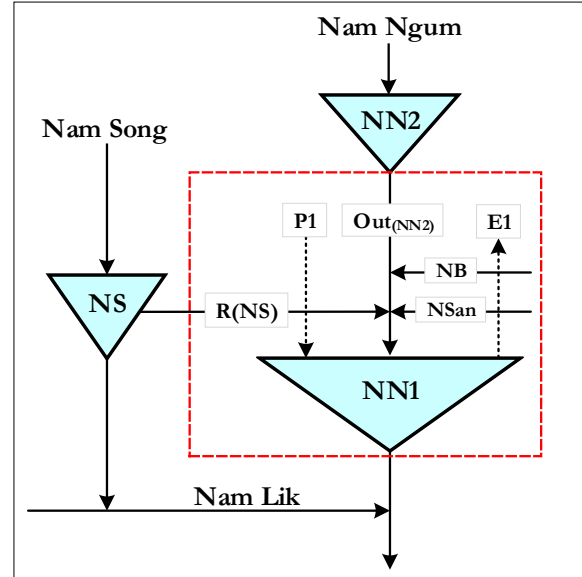 Nam Ngum
NN2
Nam Song
P1
Out(NN2)
E1
NB
NS
R(NS)
NSan
NN1
Nam Lik